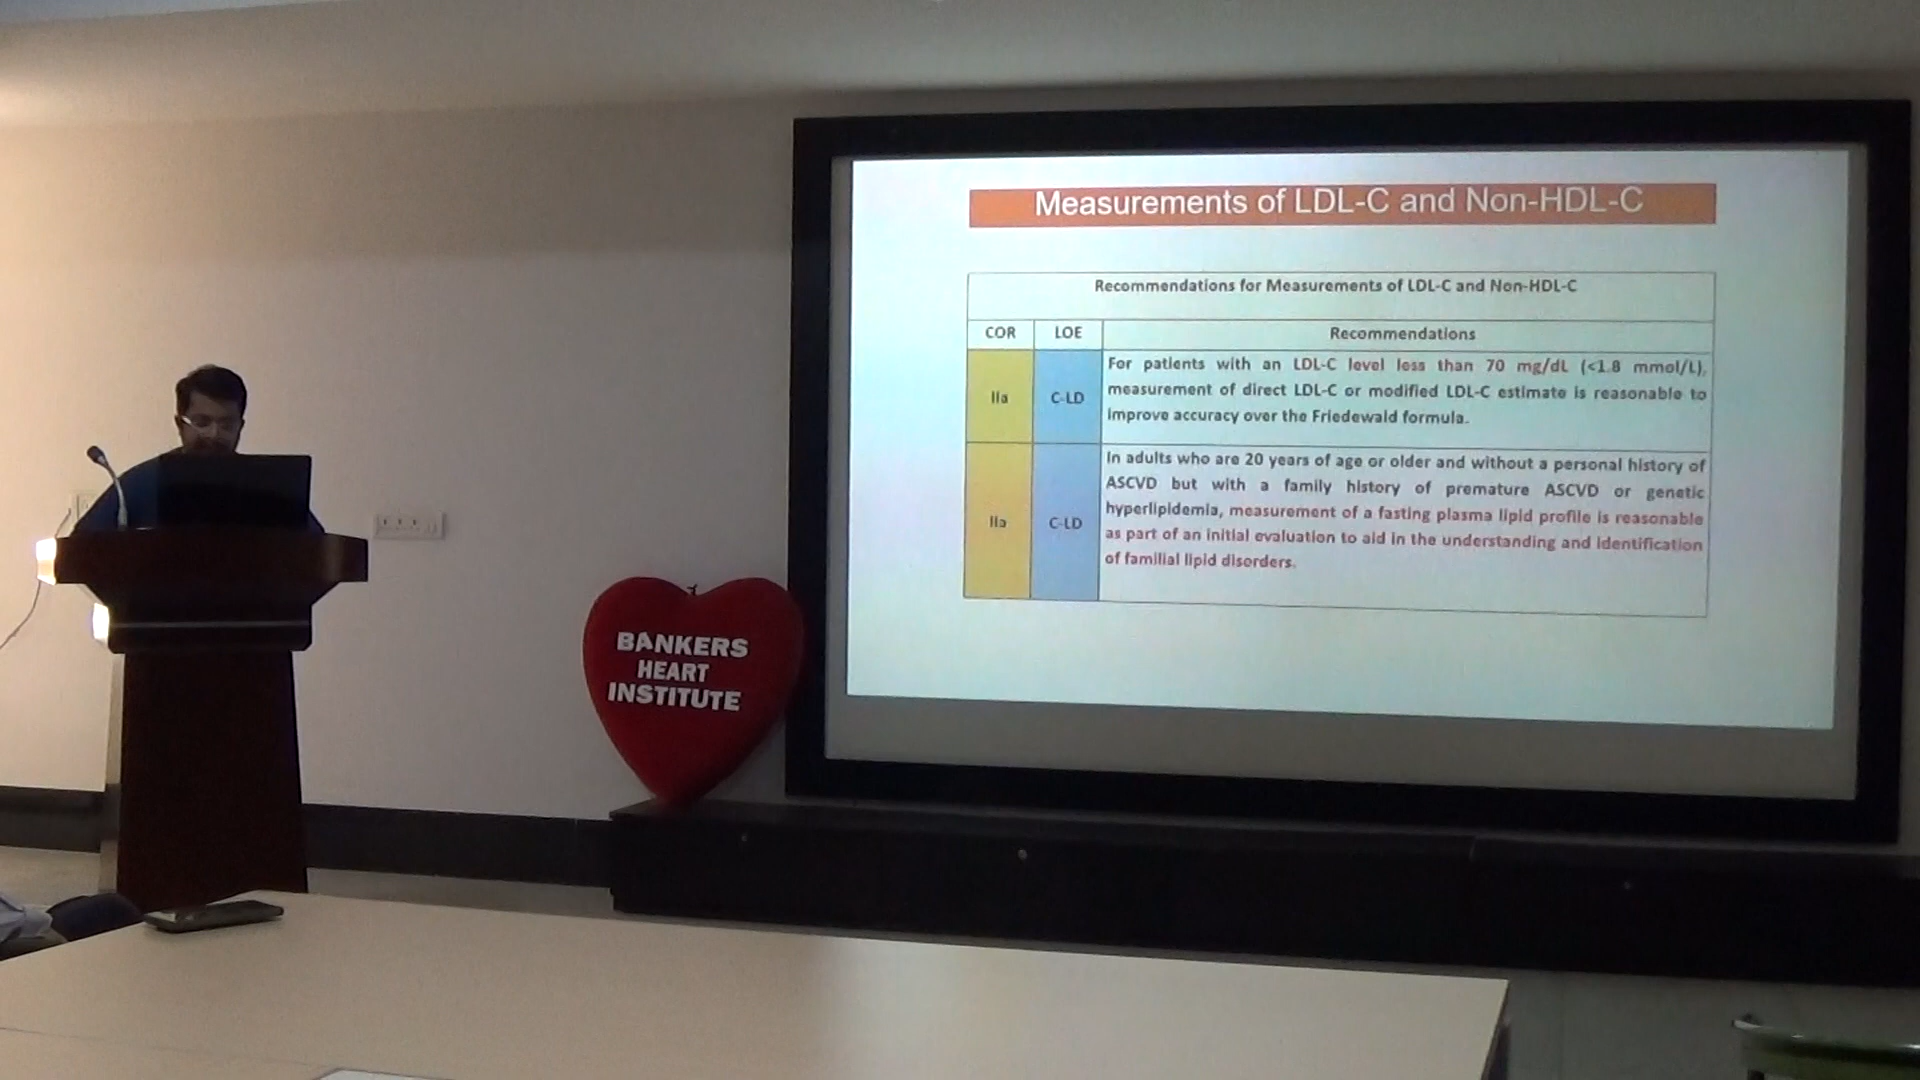 Measurements of LDL-C and Non-HDL-C
Recommendations for Measurements of LDL-C and Non-HDL-C
COR LOE Recommendations
IIa C-LD
For patients with an LDL-C level less than 70 mg/dL (<1.8 mmol/L),
measurement of direct LDL-C or modified LDL-C estimate is reasonable to
improve accuracy over the Friedewald formula.
IIa C-LD
In adults who are 20 years of age or older and without a personal history of
ASCVD but with a family history of premature ASCVD or genetic
hyperlipidemia, measurement of a fasting plasma lipid profile is reasonable
as part of an initial evaluation to aid in the understanding and identification
of familial lipid disorders.
BANKERS
HEART
INSTITUTE